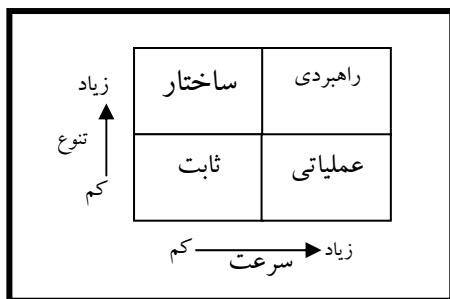 زیاد
تنوع
کم
راهبردی
ساختار
عملیاتی
ثابت
زیاد
سرعت
کم